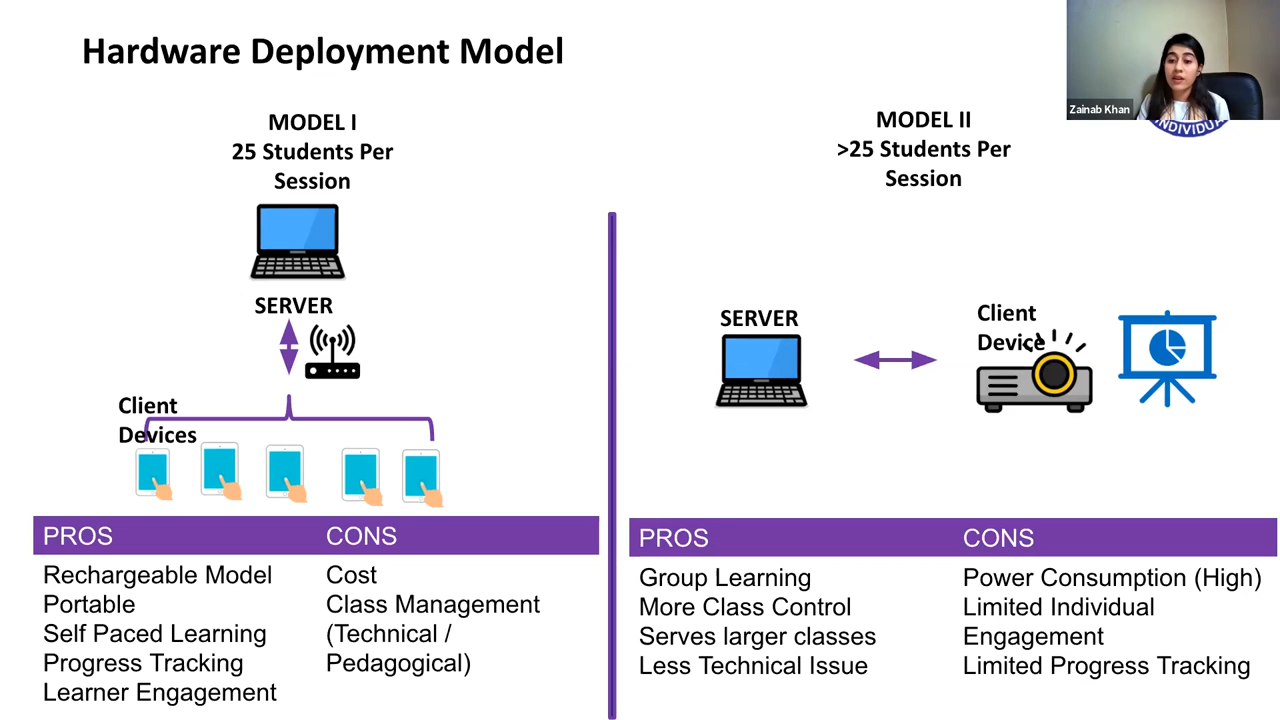 Hardware Deployment Model
Zainab Khan
INDIVIDUA
MODEL I
25 Students Per
Session
SERVER
Client
Devices
PROS
CONS
Rechargeable Model
Portable
Self Paced Learning
Progress Tracking
Learner Engagement
Cost
Class Management
(Technical /
Pedagogical)
MODEL II
>25 Students Per
Session
SERVER
Client
Device
PROS
CONS
Group Learning
More Class Control
Serves larger classes
Less Technical Issue
Power Consumption (High)
Limited Individual
Engagement
Limited Progress Tracking